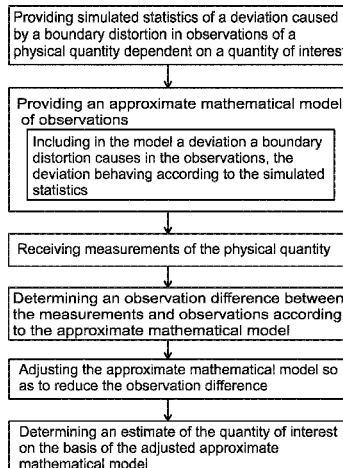 Providing simulated statistics of a deviation caused
by a boundary distortion in observations of a
physical quantity dependent on a quantity of interest
Providing an approximate mathematical model
of observations
Including in the model a deviation a boundary
distortion causes in the observations, the
deviation behaving according to the simulated
statistics
Receiving measurements of the physical quantity
Determining an observation difference between
the measurements and observations according
to the approximate mathematical model
Adjusting the approximate mathematical model so
as to reduce the observation difference
Determining an estimate of the quantity of interest
on the basis of the adjusted approximate
mathematical model